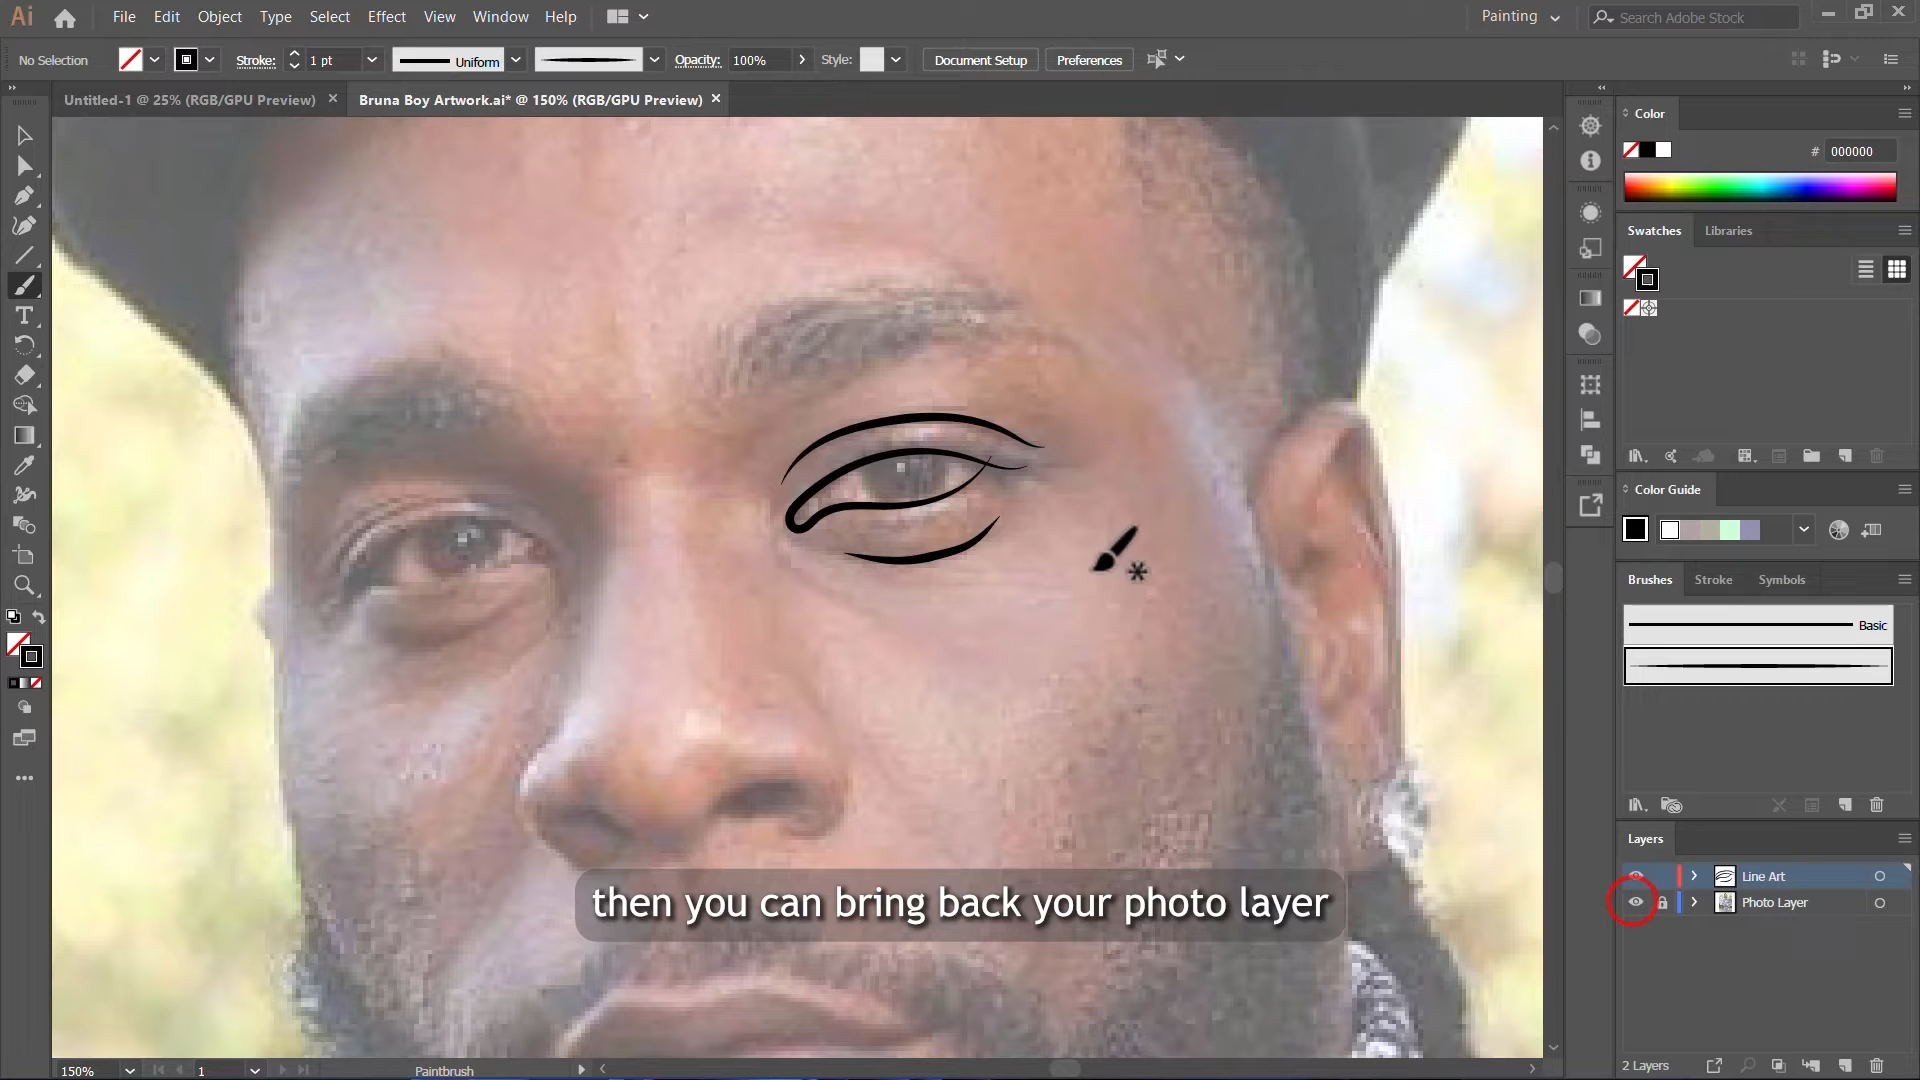 Ai File Edit Object Type Select Effect View Window Help Painting Search Adobe Stock
No Selection Stroke: 1 pt Uniform Opacity: 100% Style: Document Setup Preferences
Untitled-1 @ 25% (RGB/GPU Preview) Bruna Boy Artwork.ai* @ 150% (RGB/GPU Preview)
Color
# 000000
Swatches Libraries
Color Guide
Brushes Stroke Symbols
Basic
Layers
Line Art
Photo Layer
then you can bring back your photo layer
2 Layers
150% 1 Paintbrush